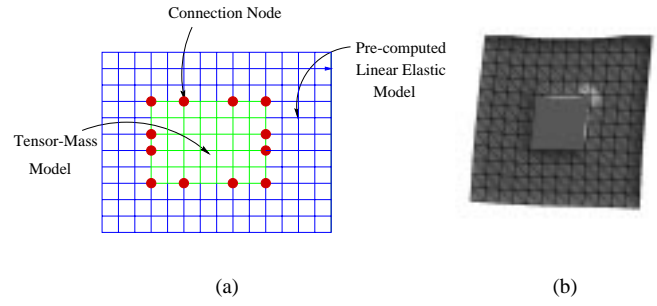 Connection Node
Pre-computed
Linear Elastic
Model
Tensor-Mass
Model
(a)
(b)